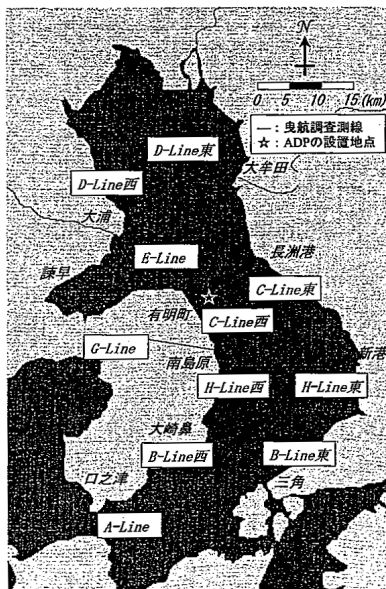 N
0 5 10 15 (km)
— : 曳航調査測線
☆ : ADPの設置地点
D-Line東
大牟田
D-Line西
大浦
E-Line
長洲港
諫早
C-Line東
有明町
C-Line西
G-Line
南島原
新港
H-Line西
H-Line東
大崎鼻
B-Line西
B-Line東
口之津
三角
A-Line